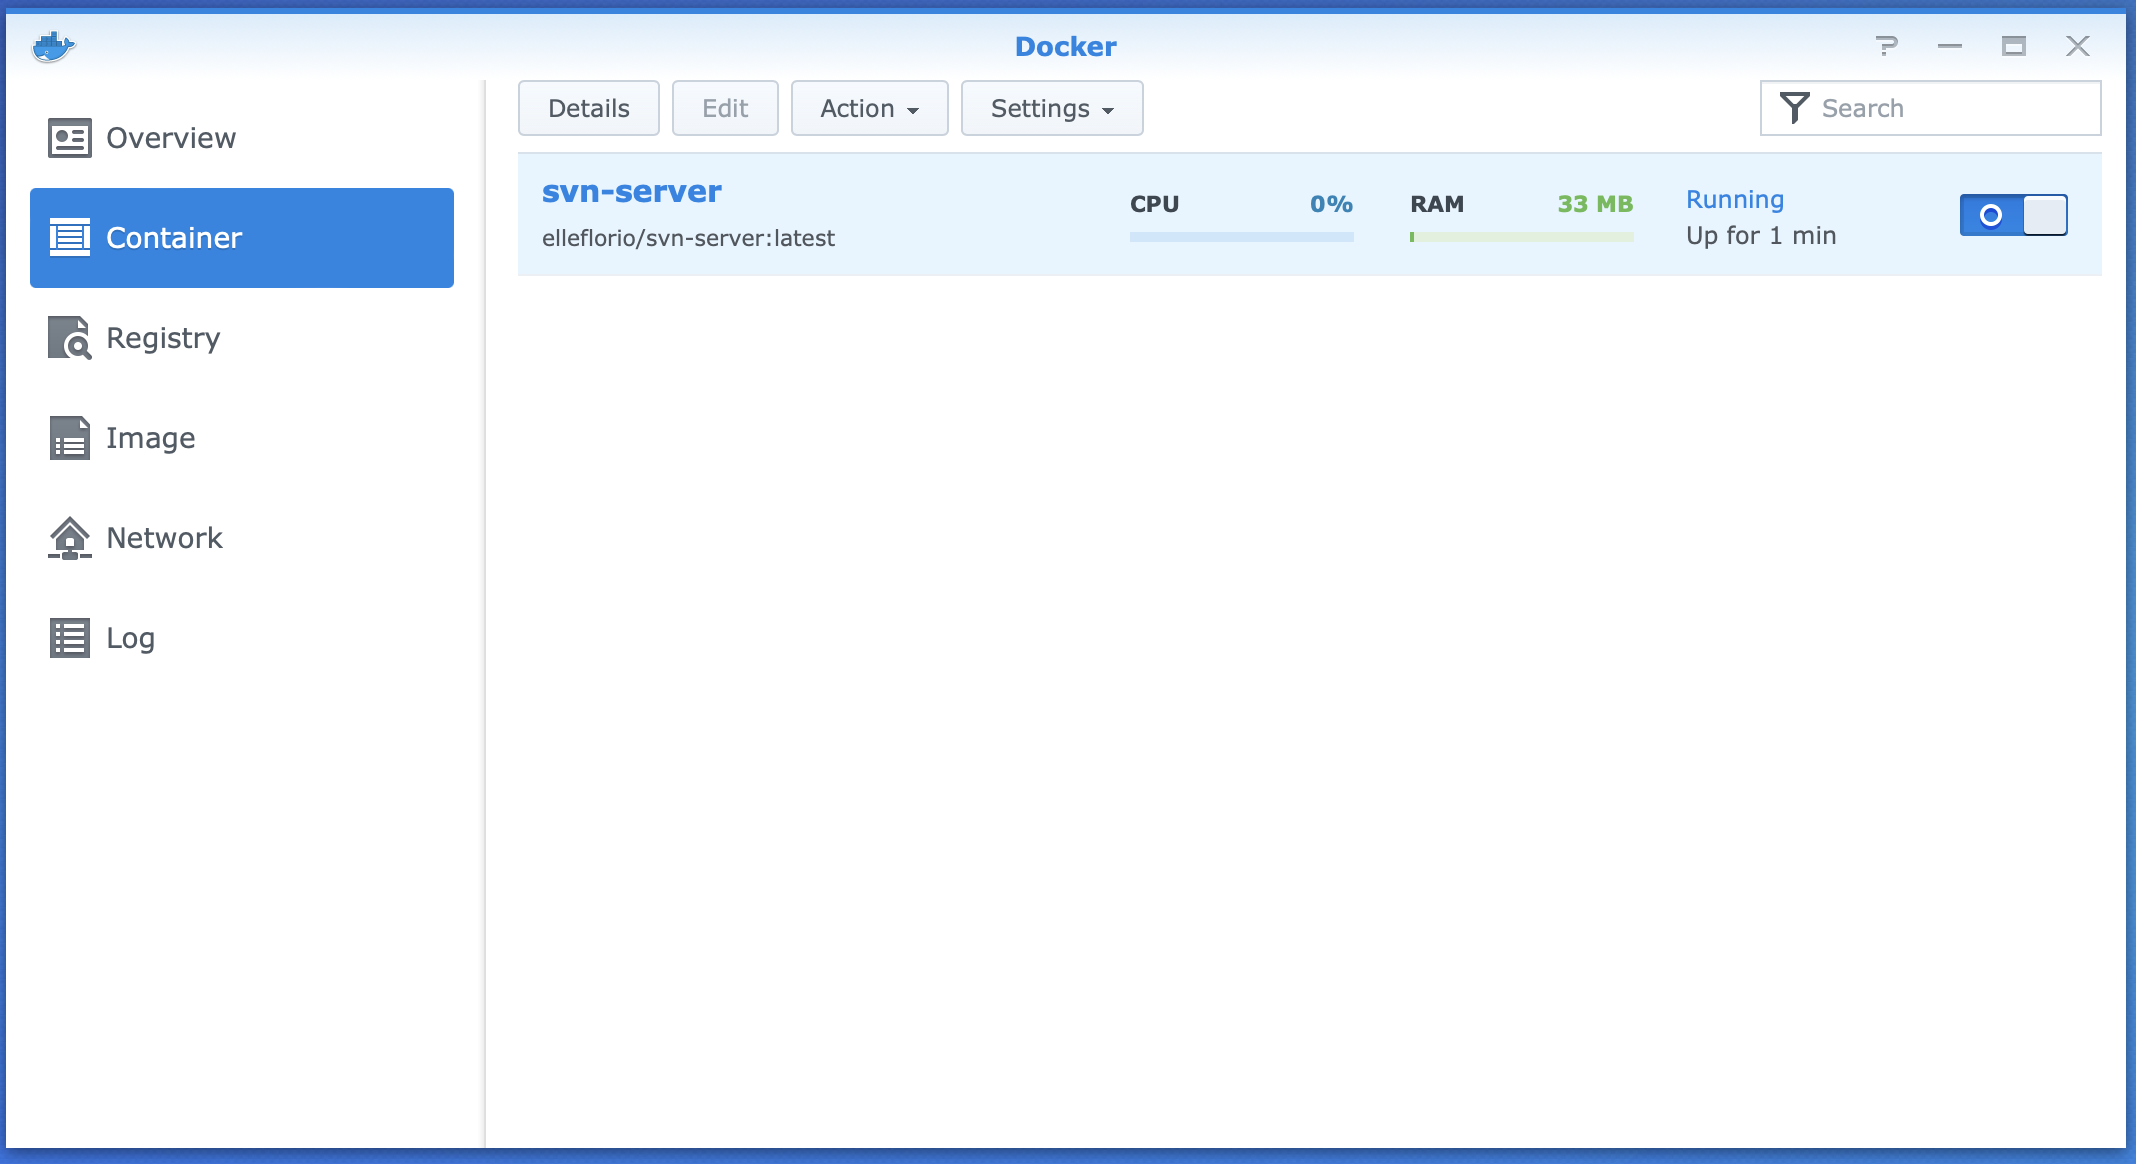 Docker
Overview
Container
Registry
Image
Network
Log
Details
Edit
Action
Settings
Search
svn-server
elleflorio/svn-server:latest
CPU 0%
RAM 33 MB
Running
Up for 1 min